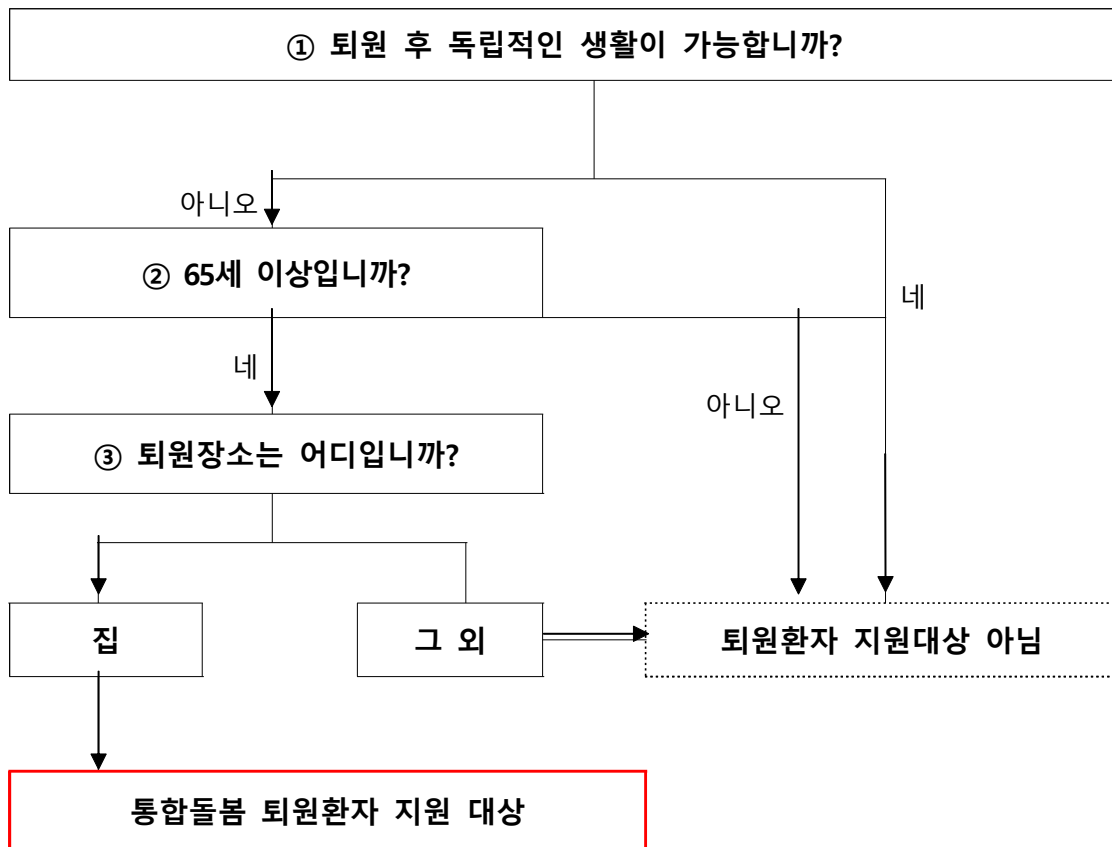 ① 퇴원 후 독립적인 생활이 가능합니까?
아니오
② 65세 이상입니까?
네
네
아니오
③ 퇴원장소는 어디입니까?
집
그 외
퇴원환자 지원대상 아님
통합돌봄 퇴원환자 지원 대상